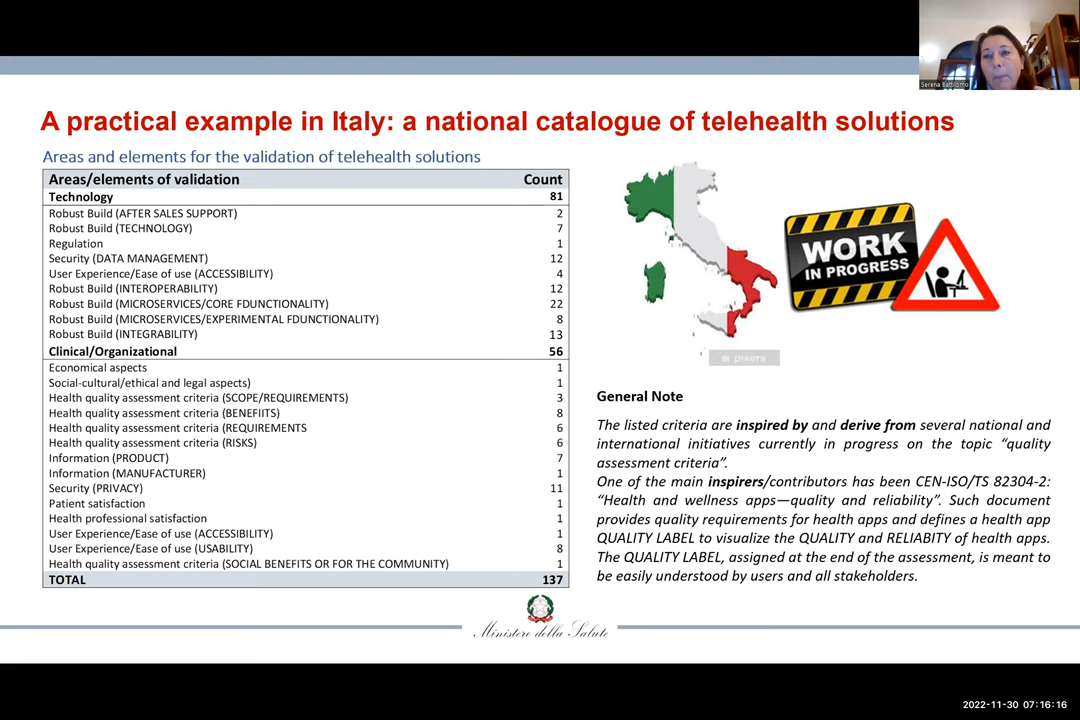 Serena Battilomo
A practical example in Italy: a national catalogue of telehealth solutions
Areas and elements for the validation of telehealth solutions
Areas/elements of validation Count
Technology 81
Robust Build (AFTER SALES SUPPORT) 2
Robust Build (TECHNOLOGY) 7
Regulation 1
Security (DATA MANAGEMENT) 12
User Experience/Ease of use (ACCESSIBILITY) 4
Robust Build (INTEROPERABILITY) 12
Robust Build (MICROSERVICES/CORE FDUNCTIONALITY) 22
Robust Build (MICROSERVICES/EXPERIMENTAL FDUNCTIONALITY) 8
Robust Build (INTEGRABILITY) 13
Clinical/Organizational 56
Economical aspects 1
Social-cultural/ethical and legal aspects) 1
Health quality assessment criteria (SCOPE/REQUIREMENTS) 3
Health quality assessment criteria (BENEFIITS) 8
Health quality assessment criteria (REQUIREMENTS 6
Health quality assessment criteria (RISKS) 6
Information (PRODUCT) 7
Information (MANUFACTURER) 1
Security (PRIVACY) 11
Patient satisfaction 1
Health professional satisfaction 1
User Experience/Ease of use (ACCESSIBILITY) 1
User Experience/Ease of use (USABILITY) 8
Health quality assessment criteria (SOCIAL BENEFITS OR FOR THE COMMUNITY) 1
TOTAL 137
WORK
IN PROGRESS
pixers
General Note
The listed criteria are inspired by and derive from several national and
international initiatives currently in progress on the topic “quality
assessment criteria”.
One of the main inspirers/contributors has been CEN-ISO/TS 82304-2:
“Health and wellness apps—quality and reliability”. Such document
provides quality requirements for health apps and defines a health app
QUALITY LABEL to visualize the QUALITY and RELIABITY of health apps.
The QUALITY LABEL, assigned at the end of the assessment, is meant to
be easily understood by users and all stakeholders.
Ministero della Salute
2022-11-30 07:16:16